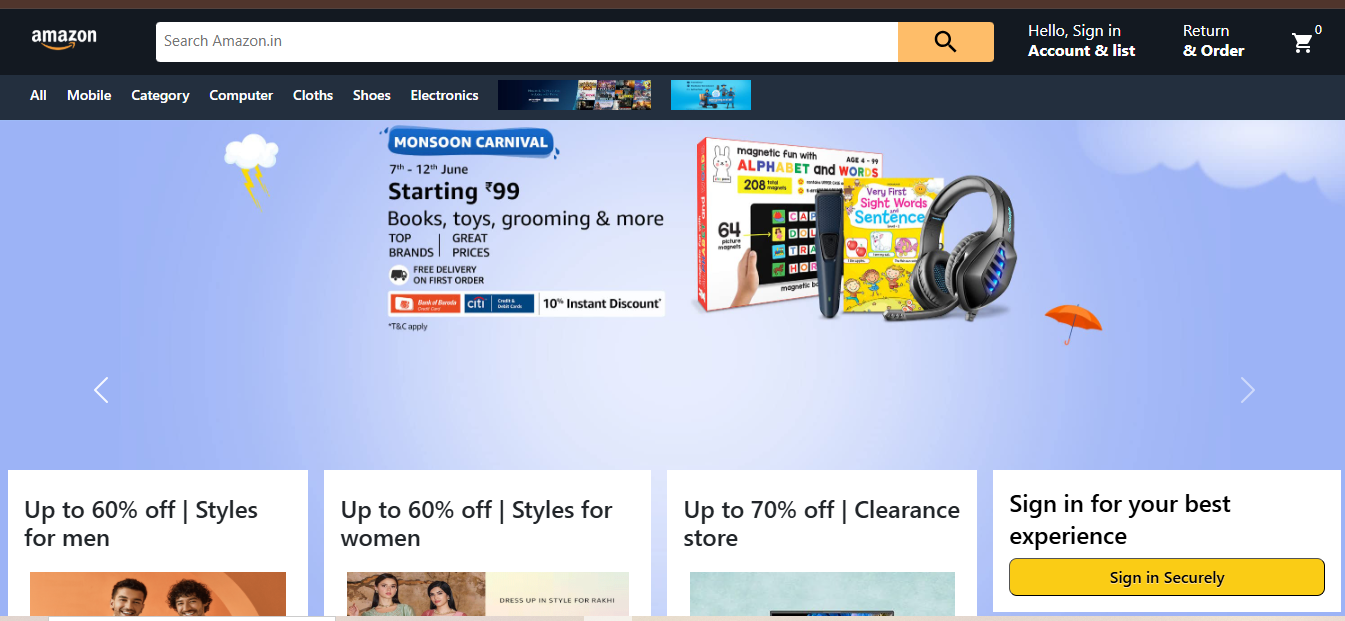 amazon
Search Amazon.in
Hello, Sign in
Account & list
Return
& Order
0
All Mobile Category Computer Cloths Shoes Electronics
MONSOON CARNIVAL
7th - 12th June
Starting ₹99
Books, toys, grooming & more
TOP BRANDS
GREAT PRICES
FREE DELIVERY
ON FIRST ORDER
Bank of Baroda
Credit Card
citi
Credit &
Debit Cards
10% Instant Discount*
*T&C apply
magnetic fun with
AGE 4 - 99
ALPHABET and WORDS
208 total
magnets
64
picture
magnets
Very First
Sight Words
Sentence
Up to 60% off | Styles
for men
Up to 60% off | Styles for
women
DRESS UP IN STYLE FOR RAKHI
Up to 70% off | Clearance
store
Sign in for your best
experience
Sign in Securely